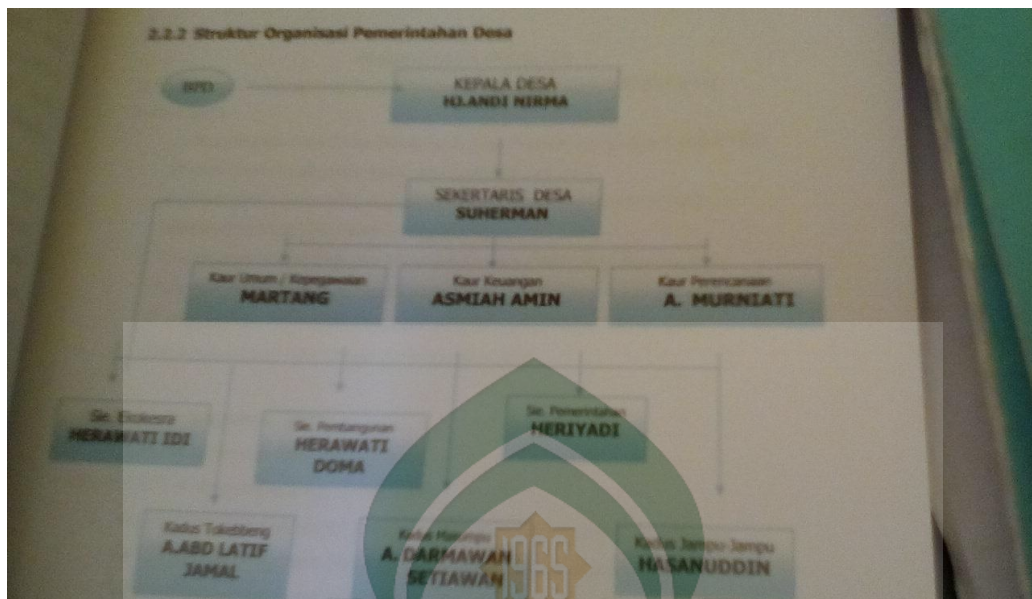 2.2.2 Struktur Organisasi Pemerintahan Desa
BPD
KEPALA DESA
HJ.ANDI NIRMA
SEKERTARIS DESA
SUHERMAN
Kaur Umum / Kepegawaian
MARTANG
Kaur Keuangan
ASMIAH AMIN
Kaur Perencanaan
A. MURNIATI
Sie. Ekokesra
HERAWATI IDI
Sie. Pembangunan
HERAWATI
DOMA
Sie. Pemerintahan
HERIYADI
Kadus Tokebbeng
A.ABD LATIF
JAMAL
Kadus
A. DARMAWAN
SETIAWAN
Kadus Jampu Jampu
HASANUDDIN
1965